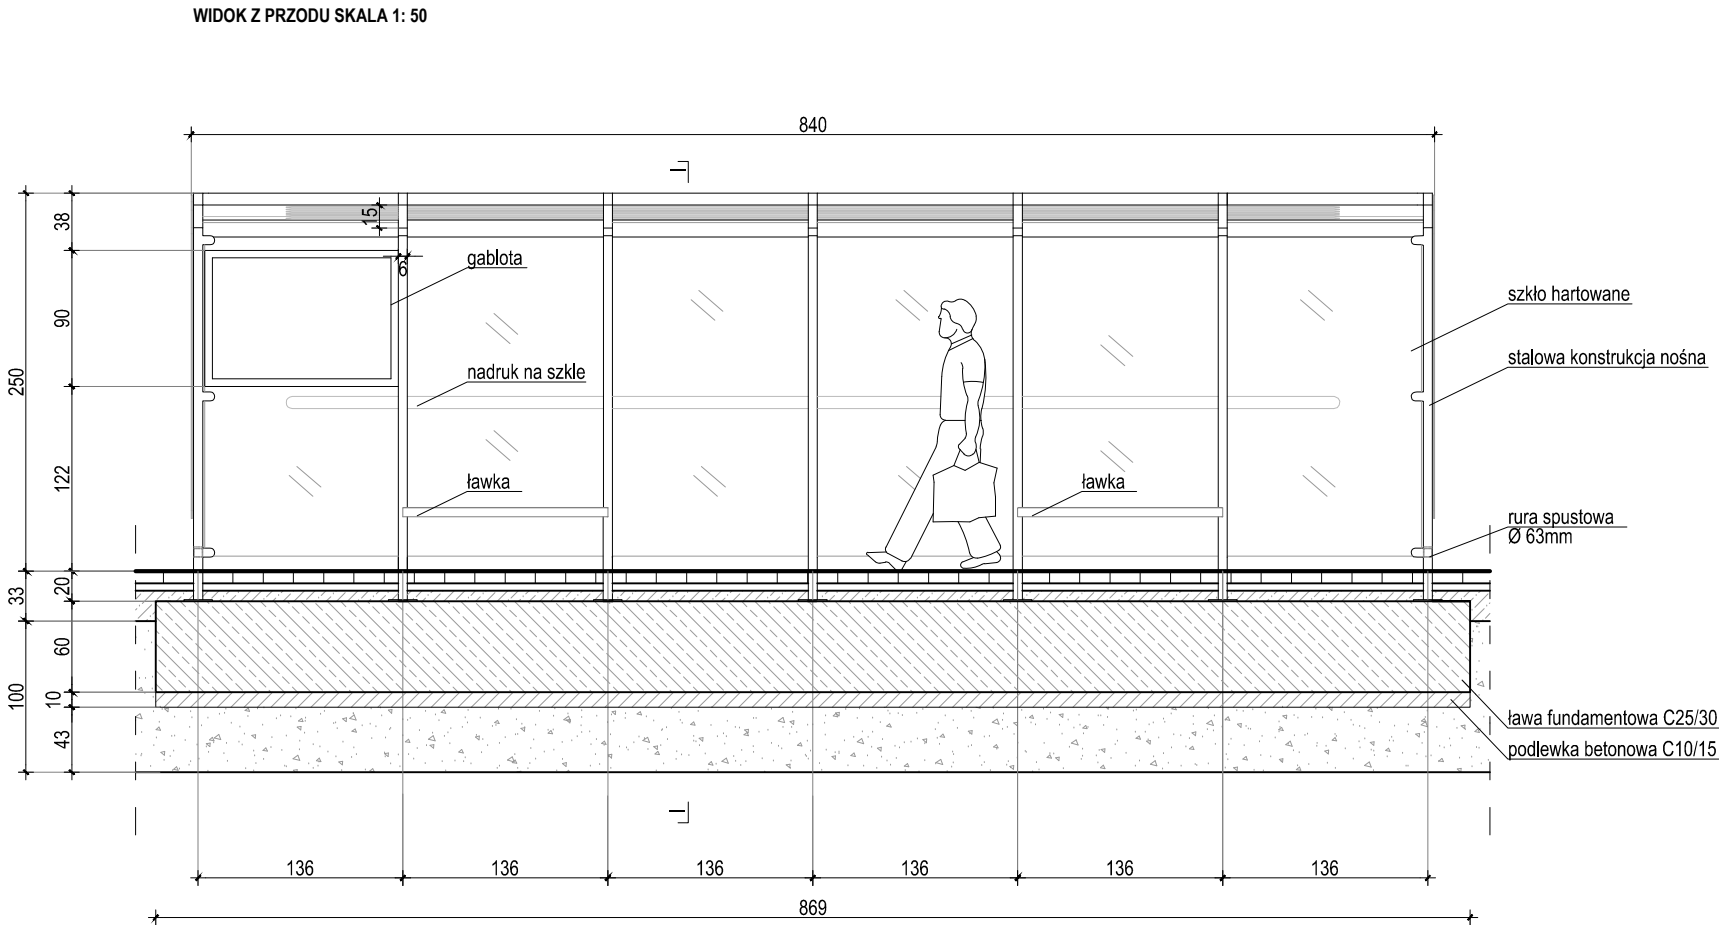 WIDOK Z PRZODU SKALA 1: 50
840
I
38
15
6
gablota
szkło hartowane
90
stalowa konstrukcja nośna
250
nadruk na szkle
122
ławka
ławka
rura spustowa
Ø 63mm
33
20
60
100
10
43
ława fundamentowa C25/30
podlewka betonowa C10/15
I
136
136
136
136
136
136
869